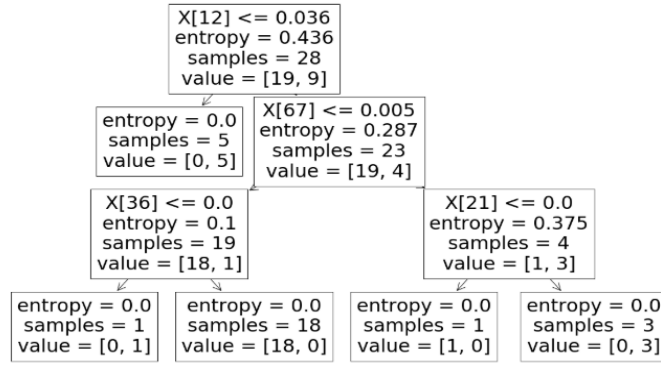 X[12] <= 0.036
entropy = 0.436
samples = 28
value = [19, 9]
entropy = 0.0
samples = 5
value = [0, 5]
X[67] <= 0.005
entropy = 0.287
samples = 23
value = [19, 4]
X[36] <= 0.0
entropy = 0.1
samples = 19
value = [18, 1]
X[21] <= 0.0
entropy = 0.375
samples = 4
value = [1, 3]
entropy = 0.0
samples = 1
value = [0, 1]
entropy = 0.0
samples = 18
value = [18, 0]
entropy = 0.0
samples = 1
value = [1, 0]
entropy = 0.0
samples = 3
value = [0, 3]